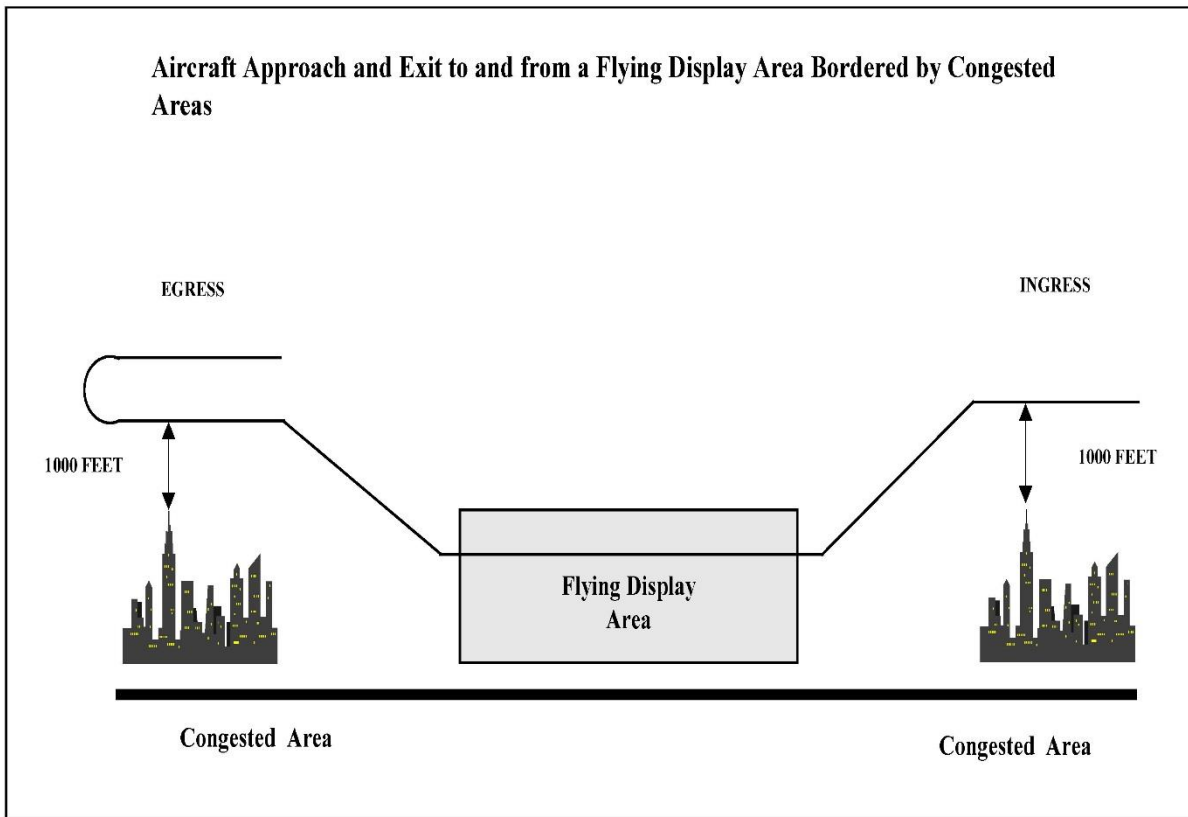 Aircraft Approach and Exit to and from a Flying Display Area Bordered by Congested
Areas
EGRESS
INGRESS
1000 FEET
1000 FEET
Flying Display
Area
Congested Area
Congested Area